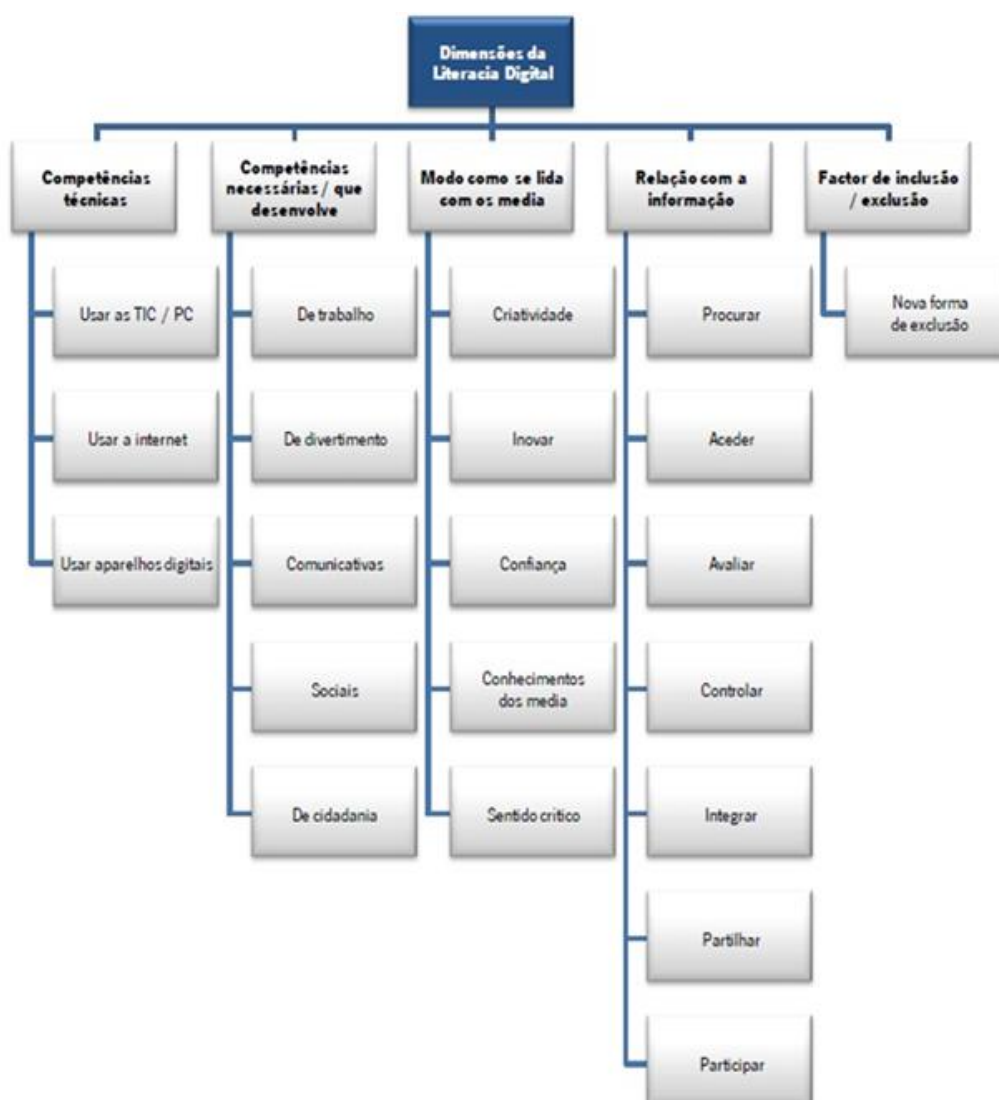 Dimensões da
Literacia Digital
Competências
técnicas
Usar as TIC / PC
Usar a internet
Usar aparelhos digitais
Competências
necessárias / que
desenvolve
De trabalho
De divertimento
Comunicativas
Sociais
De cidadania
Modo como se lida
com os media
Criatividade
Inovar
Confiança
Conhecimentos
dos media
Sentido critico
Relação com a
informação
Procurar
Aceder
Avaliar
Controlar
Integrar
Partilhar
Participar
Factor de inclusão
/ exclusão
Nova forma
de exclusão